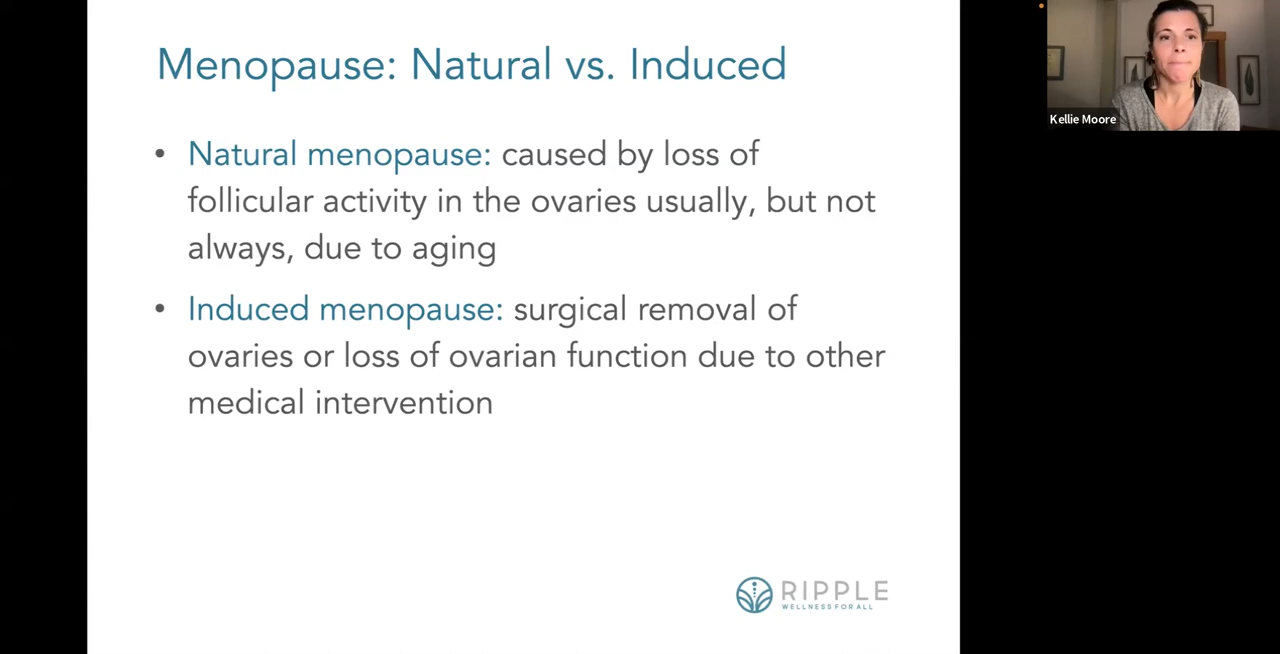 Menopause: Natural vs. Induced
• Natural menopause: caused by loss of
follicular activity in the ovaries usually, but not
always, due to aging
• Induced menopause: surgical removal of
ovaries or loss of ovarian function due to other
medical intervention
RIPPLE
WELLNESS FOR ALL
Kellie Moore